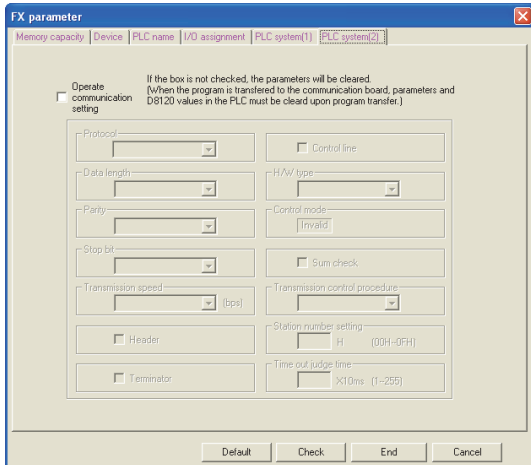 FX parameter
Memory capacity Device PLC name I/O assignment PLC system(1) PLC system(2)
If the box is not checked, the parameters will be cleared.
Operate communication setting
(When the program is transfered to the communication board, parameters and
D8120 values in the PLC must be cleard upon program transfer.)
Protocol
Control line
Data length
H/W type
Parity
Control mode
Invalid
Stop bit
Sum check
Transmission speed
(bps)
Transmission control procedure
Header
Station number setting
H (00H~0FH)
Terminator
Time out judge time
X10ms (1~255)
Default Check End Cancel